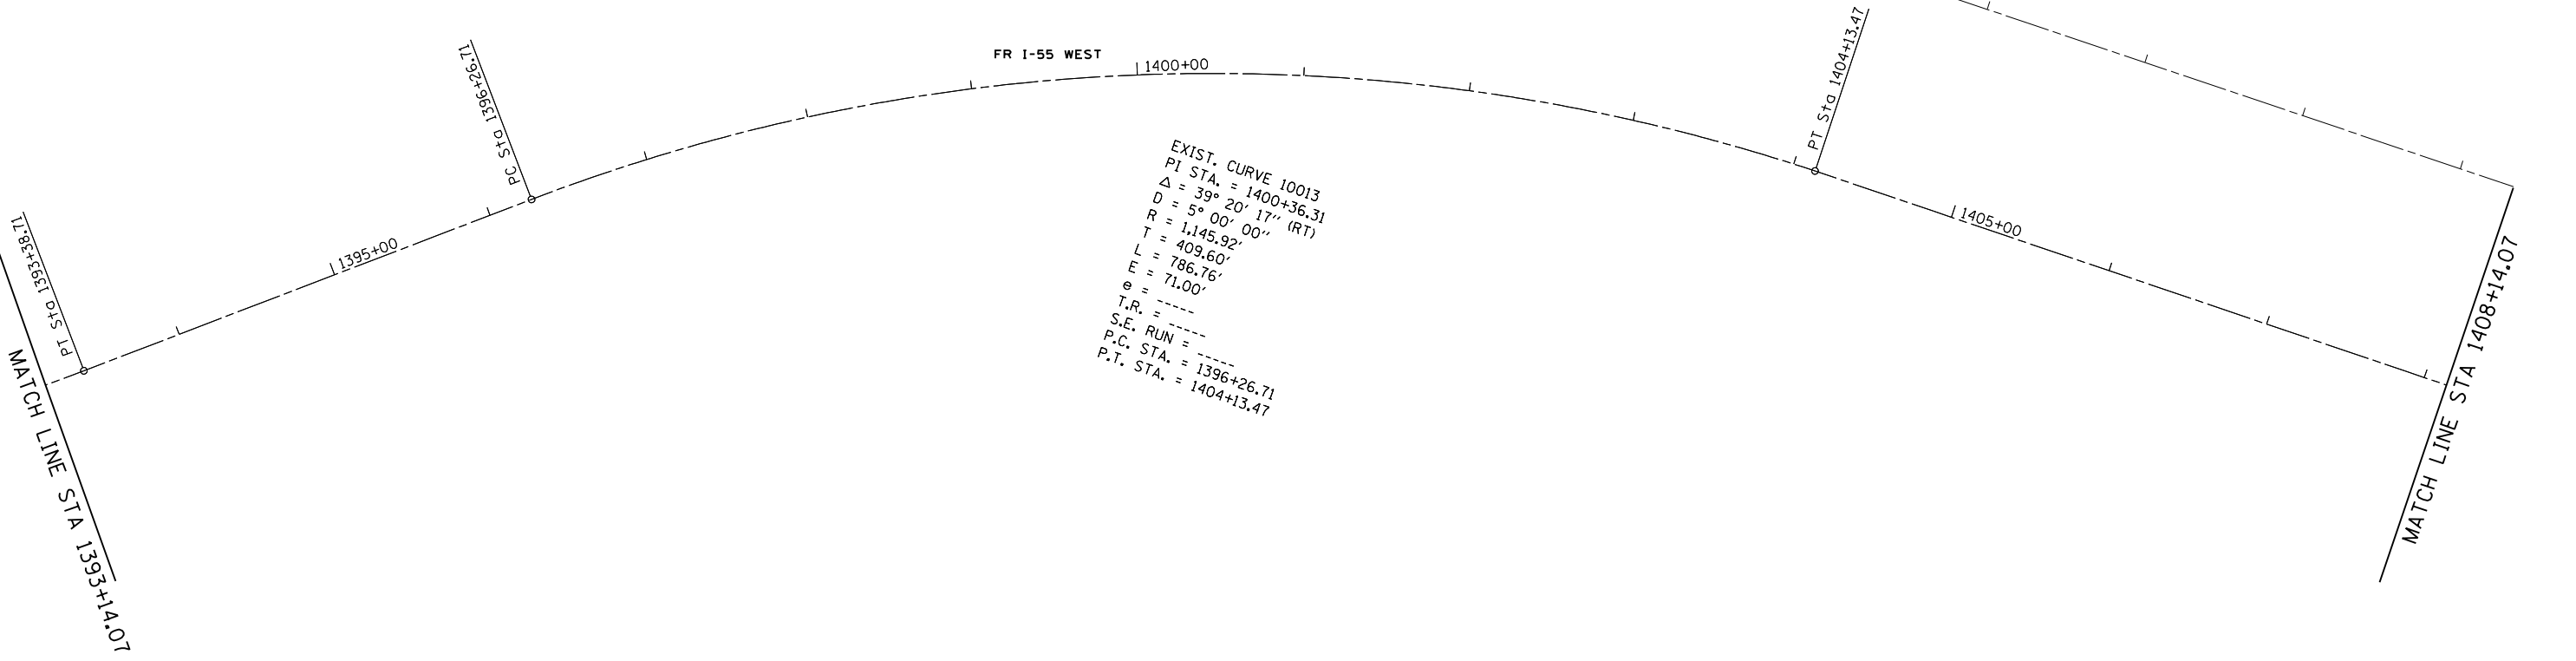 FR I-55 WEST
1400+00
PT Sta 1404+13.47
PC Sta 1396+26.71
PT Sta 1393+38.71
1395+00
1405+00
EXIST. CURVE 10013
PI STA. = 1400+36.31
Δ = 39° 20' 17'' (RT)
D = 5° 00' 00''
R = 1,145.92'
T = 409.60'
L = 786.76'
E = 71.00'
e = -----
T.R. = -----
S.E. RUN = -----
P.C. STA. = 1396+26.71
P.T. STA. = 1404+13.47
MATCH LINE STA 1393+14.07
MATCH LINE STA 1408+14.07